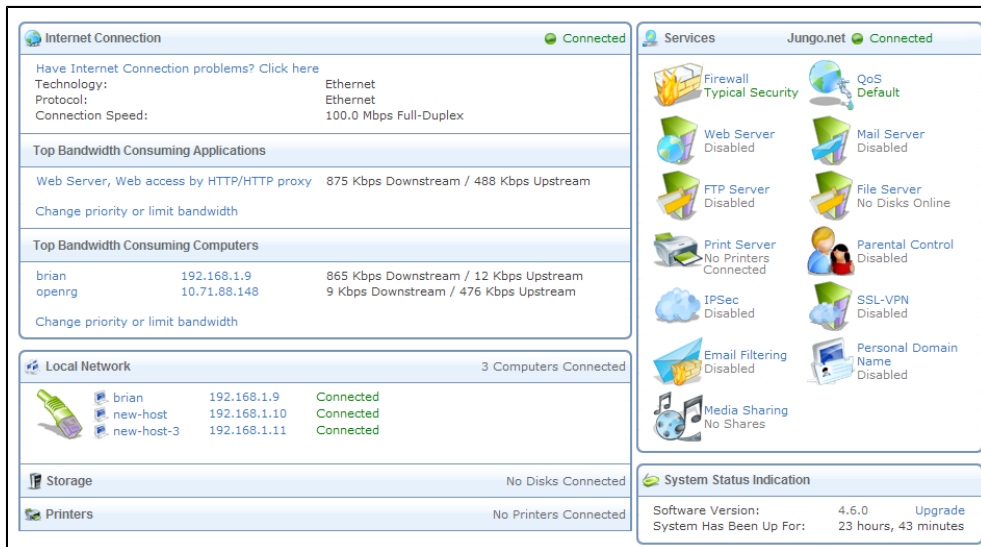 Internet Connection Connected
Have Internet Connection problems? Click here
Technology: Ethernet
Protocol: Ethernet
Connection Speed: 100.0 Mbps Full-Duplex
Top Bandwidth Consuming Applications
Web Server, Web access by HTTP/HTTP proxy 875 Kbps Downstream / 488 Kbps Upstream
Change priority or limit bandwidth
Top Bandwidth Consuming Computers
brian 192.168.1.9 865 Kbps Downstream / 12 Kbps Upstream
openrg 10.71.88.148 9 Kbps Downstream / 476 Kbps Upstream
Change priority or limit bandwidth
Local Network 3 Computers Connected
brian 192.168.1.9 Connected
new-host 192.168.1.10 Connected
new-host-3 192.168.1.11 Connected
Storage No Disks Connected
Printers No Printers Connected
Services Jungo.net Connected
Firewall
Typical Security
QoS
Default
Web Server
Disabled
Mail Server
Disabled
FTP Server
Disabled
File Server
No Disks Online
Print Server
No Printers
Connected
Parental Control
Disabled
IPSec
Disabled
SSL-VPN
Disabled
Email Filtering
Disabled
Personal Domain
Name
Disabled
Media Sharing
No Shares
System Status Indication
Software Version: 4.6.0 Upgrade
System Has Been Up For: 23 hours, 43 minutes